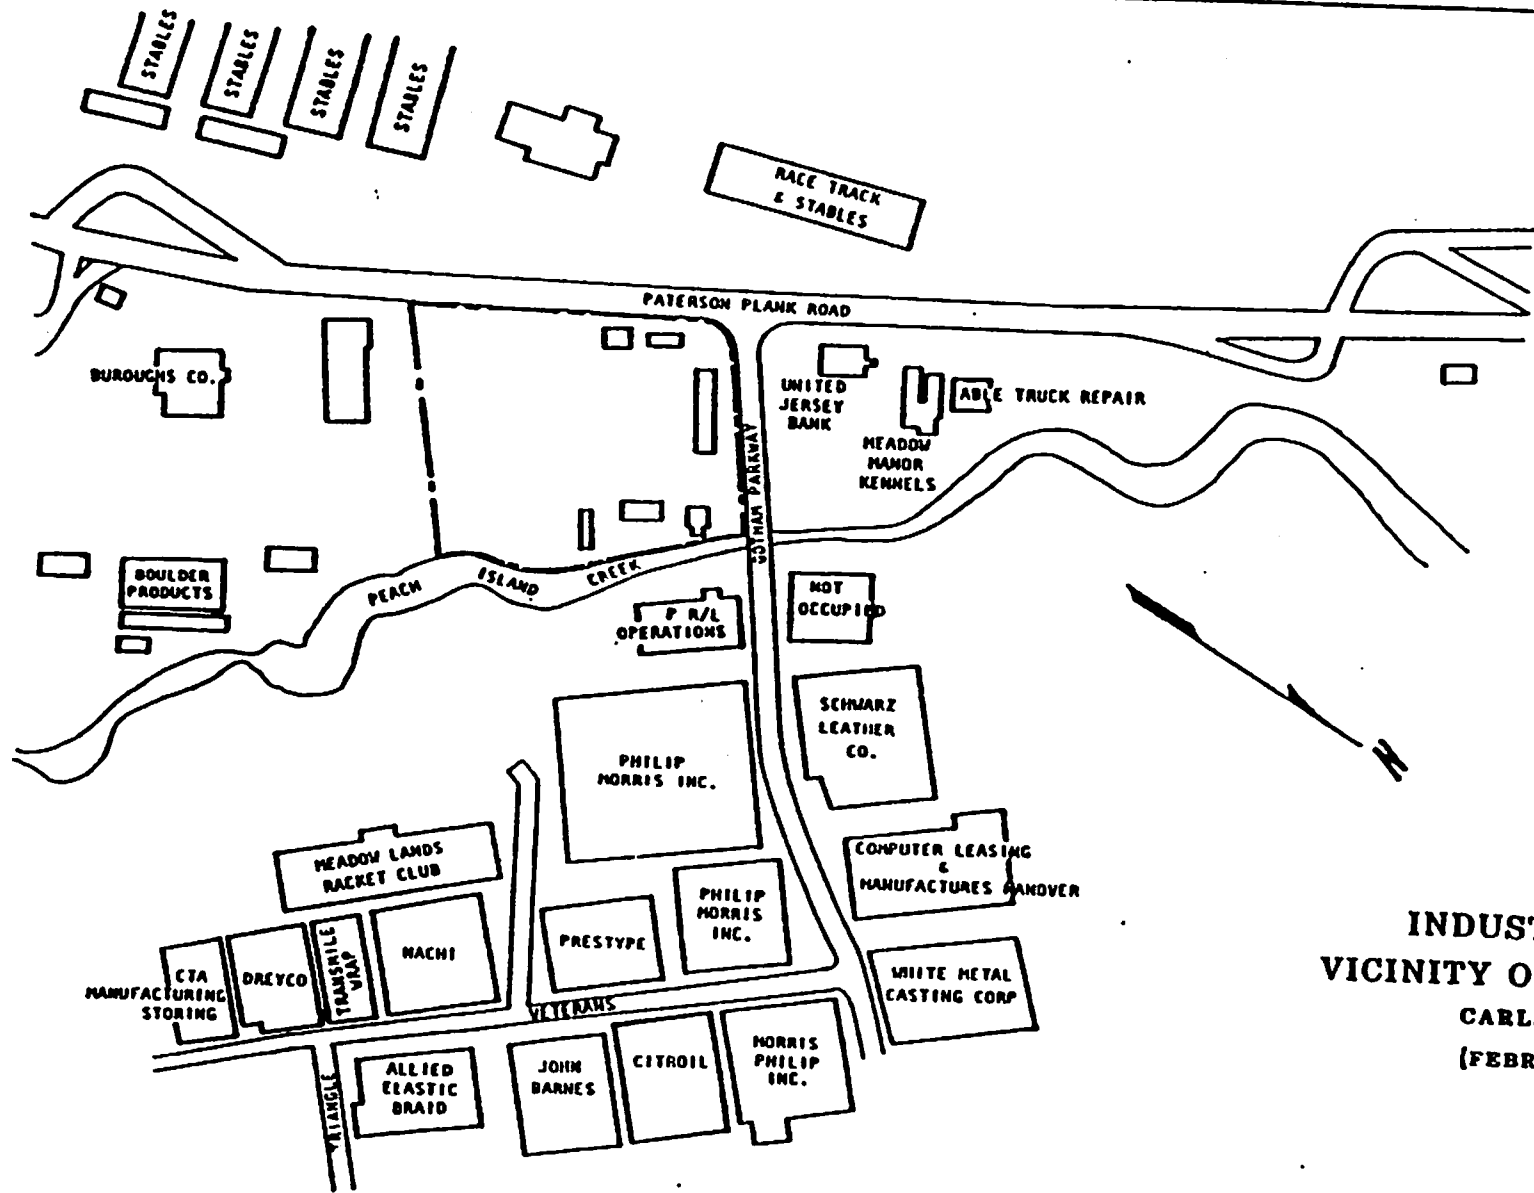 STABLES
STABLES
STABLES
STABLES
RACE TRACK
& STABLES
PATERSON PLANK ROAD
BUROUGHS CO.
UNITED
JERSEY
BANK
ABLE TRUCK REPAIR
MEADOW
MANOR
KENNELS
GOTHAM PARKWAY
BOULDER
PRODUCTS
PEACH ISLAND CREEK
P R/L
OPERATIONS
NOT
OCCUPIED
SCHWARZ
LEATHER
CO.
PHILIP
MORRIS INC.
N
MEADOW LANDS
RACKET CLUB
COMPUTER LEASING
&
MANUFACTURES HANOVER
PHILIP
MORRIS
INC.
PRESTYPE
NACHI
TRANSMILE
WRAP
DREYCO
CTA
MANUFACTURING
STORING
WHITE METAL
CASTING CORP
VETERANS
INDUST
VICINITY O
CARL
(FEBR
ALLIED
ELASTIC
BRAID
JOHN
BARNES
CITROIL
MORRIS
PHILIP
INC.
TRIANGLE